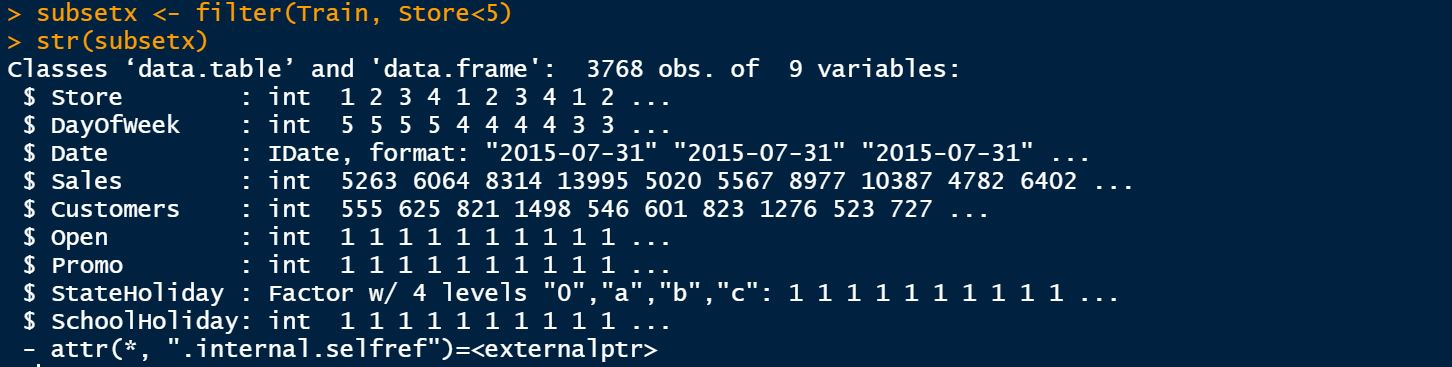 > subsetx <- filter(Train, Store<5)
> str(subsetx)
Classes ‘data.table’ and 'data.frame':  3768 obs. of  9 variables:
 $ Store        : int  1 2 3 4 1 2 3 4 1 2 ...
 $ DayOfWeek    : int  5 5 5 5 4 4 4 4 3 3 ...
 $ Date         : IDate, format: "2015-07-31" "2015-07-31" "2015-07-31" ...
 $ Sales        : int  5263 6064 8314 13995 5020 5567 8977 10387 4782 6402 ...
 $ Customers    : int  555 625 821 1498 546 601 823 1276 523 727 ...
 $ Open         : int  1 1 1 1 1 1 1 1 1 1 ...
 $ Promo        : int  1 1 1 1 1 1 1 1 1 1 ...
 $ StateHoliday : Factor w/ 4 levels "0","a","b","c": 1 1 1 1 1 1 1 1 1 1 ...
 $ SchoolHoliday: int  1 1 1 1 1 1 1 1 1 1 ...
 - attr(*, ".internal.selfref")=<externalptr>